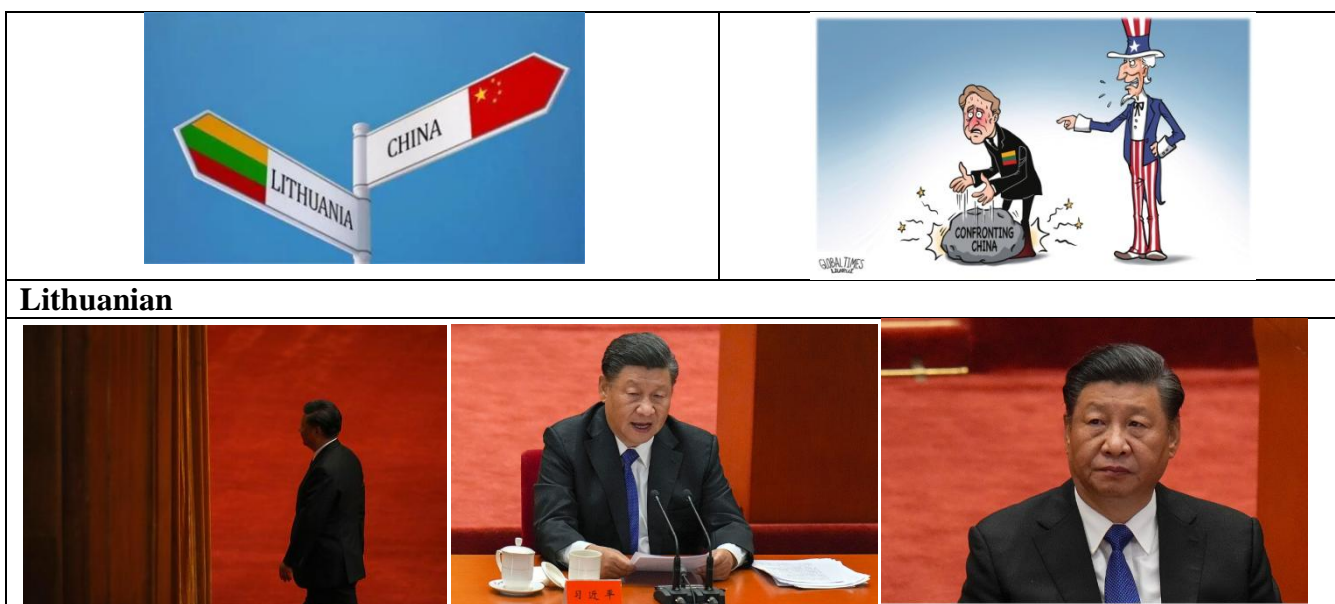 LITHUANIA
CHINA
CONFRONTING
CHINA
GLOBAL TIMES
Lithuanian
习近平